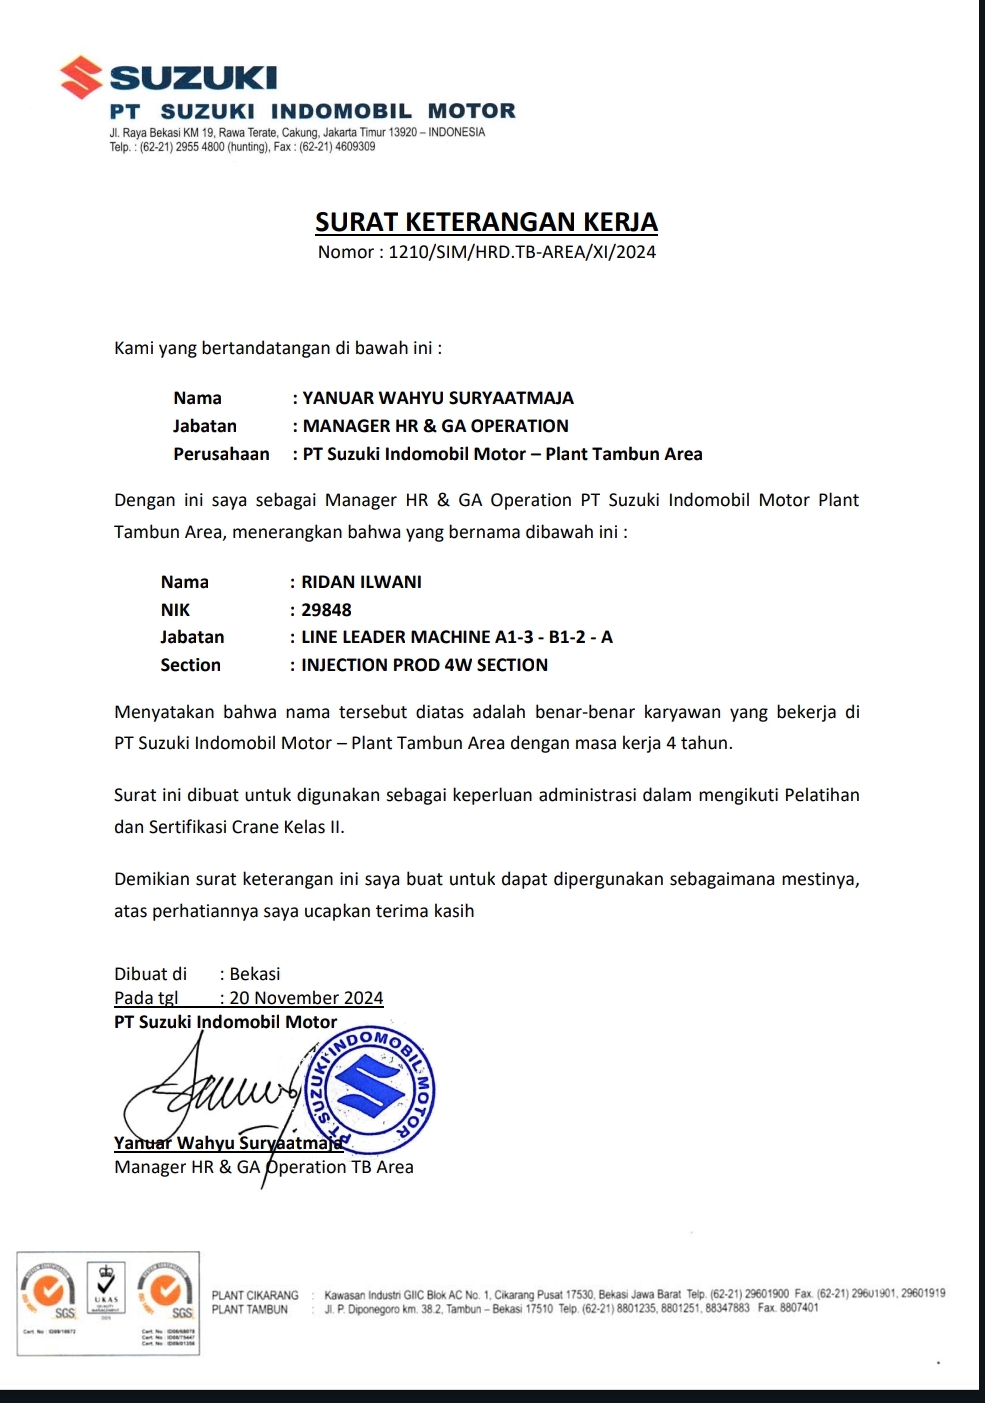 SUZUKI
PT SUZUKI INDOMOBIL MOTOR
Jl. Raya Bekasi KM 19, Rawa Terate, Cakung, Jakarta Timur 13920 – INDONESIA
Telp. : (62-21) 2955 4800 (hunting), Fax : (62-21) 4609309
SURAT KETERANGAN KERJA
Nomor : 1210/SIM/HRD.TB-AREA/XI/2024
Kami yang bertandatangan di bawah ini :
Nama : YANUAR WAHYU SURYAATMAJA
Jabatan : MANAGER HR & GA OPERATION
Perusahaan : PT Suzuki Indomobil Motor – Plant Tambun Area
Dengan ini saya sebagai Manager HR & GA Operation PT Suzuki Indomobil Motor Plant
Tambun Area, menerangkan bahwa yang bernama dibawah ini :
Nama : RIDAN ILWANI
NIK : 29848
Jabatan : LINE LEADER MACHINE A1-3 - B1-2 - A
Section : INJECTION PROD 4W SECTION
Menyatakan bahwa nama tersebut diatas adalah benar-benar karyawan yang bekerja di
PT Suzuki Indomobil Motor – Plant Tambun Area dengan masa kerja 4 tahun.
Surat ini dibuat untuk digunakan sebagai keperluan administrasi dalam mengikuti Pelatihan
dan Sertifikasi Crane Kelas II.
Demikian surat keterangan ini saya buat untuk dapat dipergunakan sebagaimana mestinya,
atas perhatiannya saya ucapkan terima kasih
Dibuat di : Bekasi
Pada tgl : 20 November 2024
PT Suzuki Indomobil Motor
PT SUZUKI INDOMOBIL MOTOR
Yanuar Wahyu Suryaatmaja
Manager HR & GA Operation TB Area
SGS
UKAS
SGS
PLANT CIKARANG : Kawasan Industri GIIC Blok AC No. 1, Cikarang Pusat 17530, Bekasi Jawa Barat Telp. (62-21) 29601900 Fax. (62-21) 29601901, 29601919
PLANT TAMBUN : Jl. P. Diponegoro km. 38.2, Tambun – Bekasi 17510 Telp. (62-21) 8801235, 8801251, 88347883 Fax. 8807401